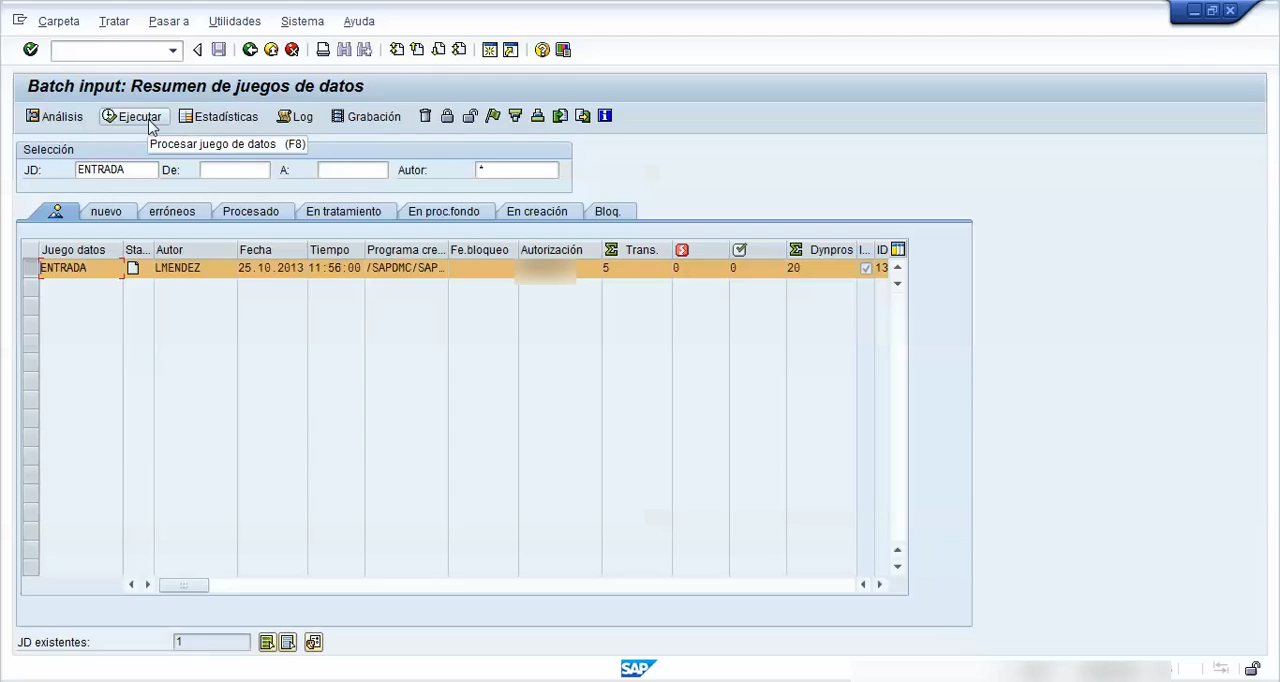 Carpeta Tratar Pasar a Utilidades Sistema Ayuda
Batch input: Resumen de juegos de datos
Análisis Ejecutar Estadísticas Log Grabación
Procesar juego de datos (F8)
Selección
JD: ENTRADA De: A: Autor: *
nuevo erróneos Procesado En tratamiento En proc.fondo En creación Bloq.
Juego datos Sta... Autor Fecha Tiempo Programa cre... Fe.bloqueo Autorización Trans. Dynpros I... ID
ENTRADA LMENDEZ 25.10.2013 11:56:00 /SAPDMC/SAP... 5 0 0 20 13
JD existentes: 1
SAP